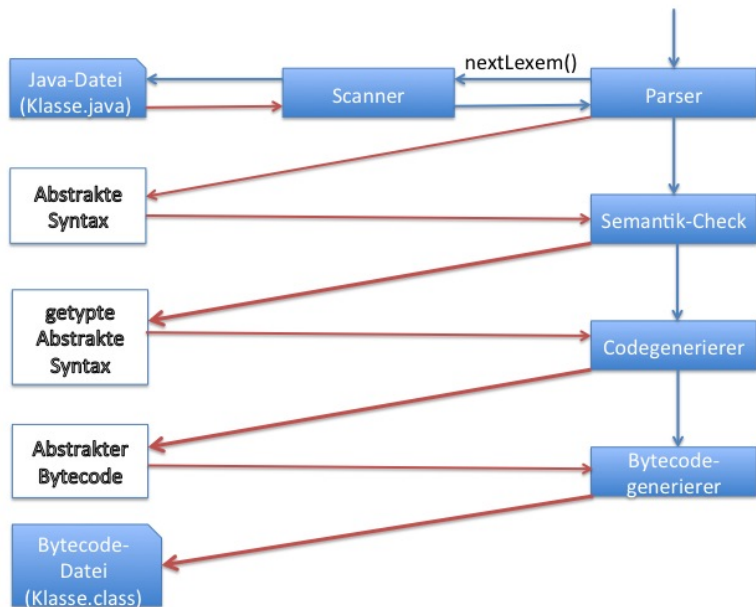 nextLexem()
Java-Datei
(Klasse.java)
Scanner
Parser
Abstrakte
Syntax
Semantik-Check
getypte
Abstrakte
Syntax
Codegenerierer
Abstrakter
Bytecode
Bytecode-
generierer
Bytecode-
Datei
(Klasse.class)